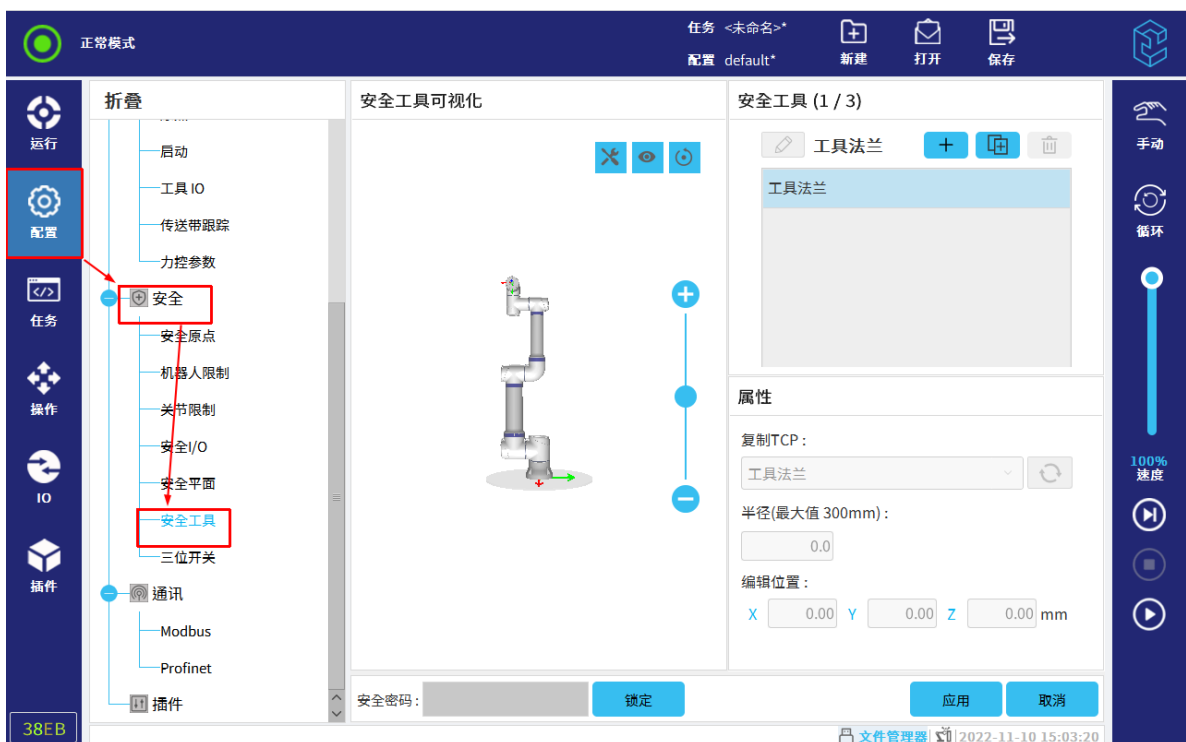 正常模式
任务 <未命名>*
配置 default*
新建
打开
保存
运行
配置
任务
操作
IO
插件
38EB
折叠
启动
工具 IO
传送带跟踪
力控参数
安全
安全原点
机器人限制
关节限制
安全I/O
安全平面
安全工具
三位开关
通讯
Modbus
Profinet
插件
安全工具可视化
安全工具 (1 / 3)
工具法兰
工具法兰
属性
复制TCP :
工具法兰
半径(最大值 300mm) :
0.0
编辑位置 :
X 0.00 Y 0.00 Z 0.00 mm
安全密码 :
锁定
应用
取消
手动
循环
100%
速度
文件管理器
2022-11-10 15:03:20